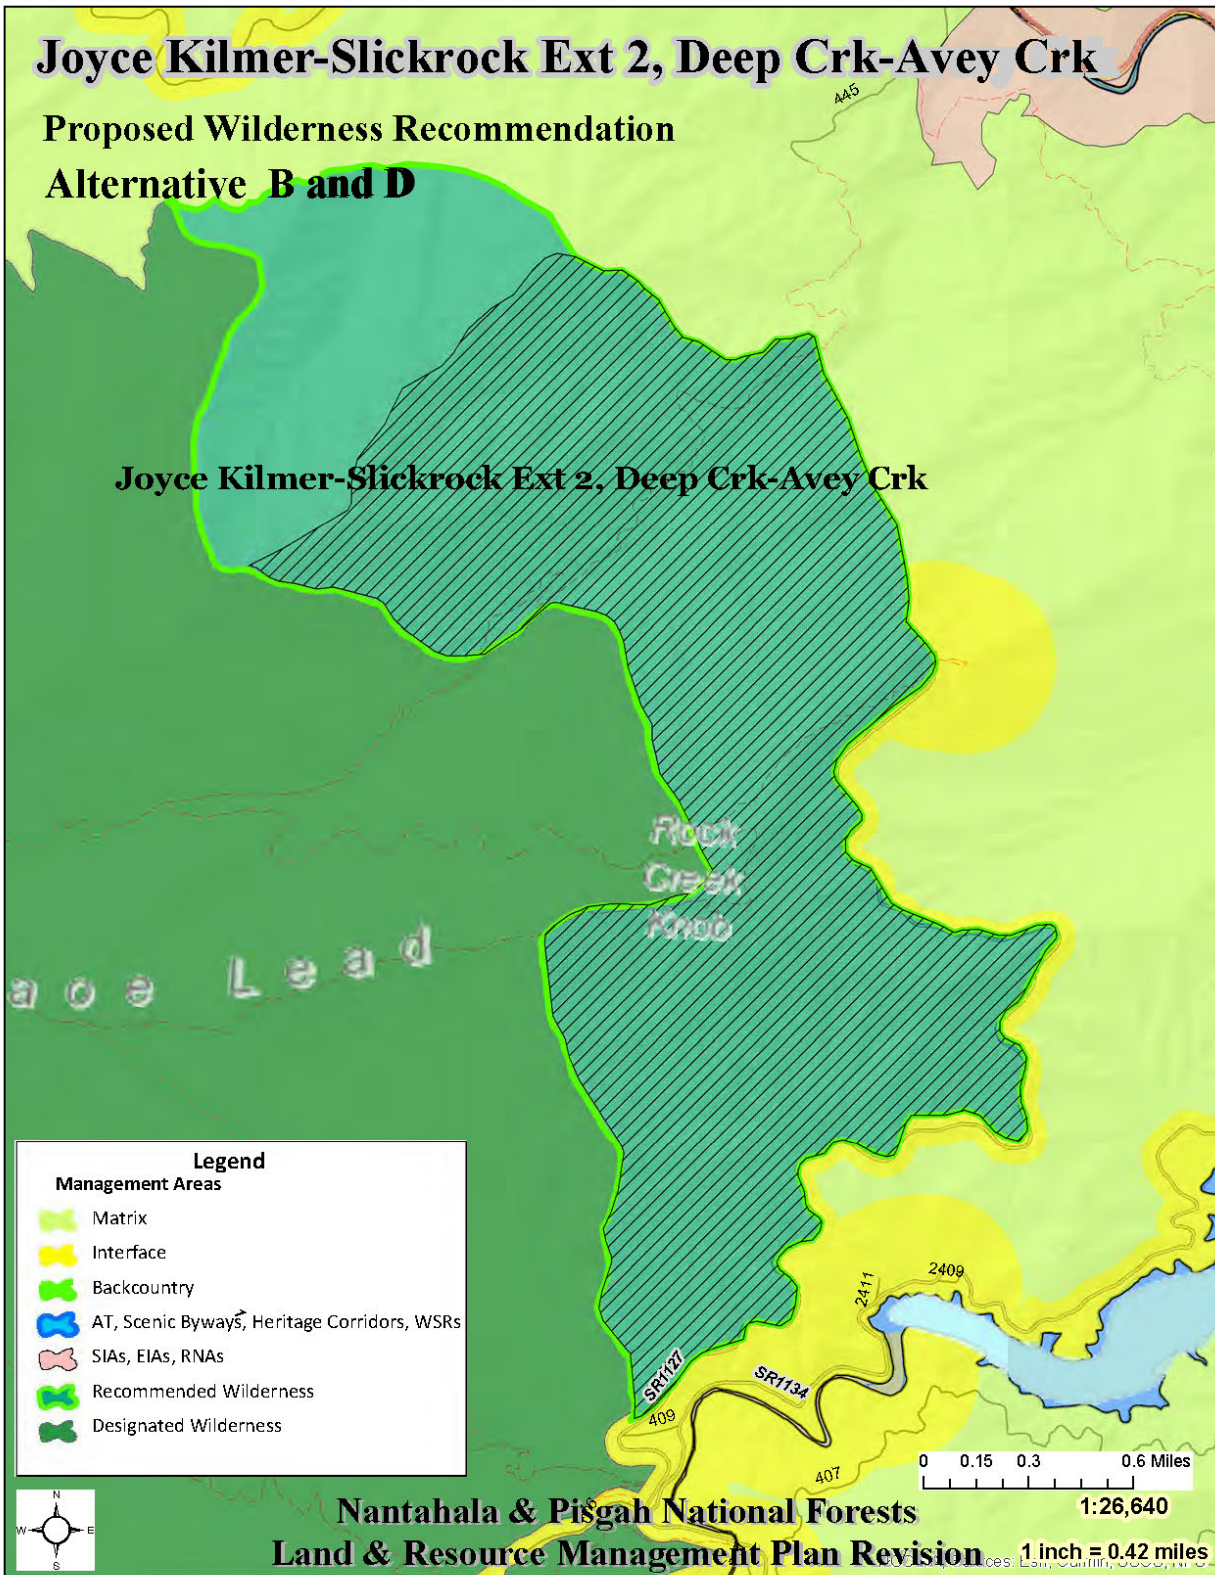 Joyce Kilmer-Slickrock Ext 2, Deep Crk-Avey Crk
Proposed Wilderness Recommendation
Alternative B and D
445
Joyce Kilmer-Slickrock Ext 2, Deep Crk-Avey Crk
Rock
Creek
Knob
aoe Lead
Legend
Management Areas
Matrix
Interface
Backcountry
AT, Scenic Byways, Heritage Corridors, WSRs
SIAs, EIAs, RNAs
Recommended Wilderness
Designated Wilderness
2411
2409
SR1127
SR1134
409
407
0 0.15 0.3 0.6 Miles
1:26,640
1 inch = 0.42 miles
N
W E
S
Nantahala & Pisgah National Forests
Land & Resource Management Plan Revision